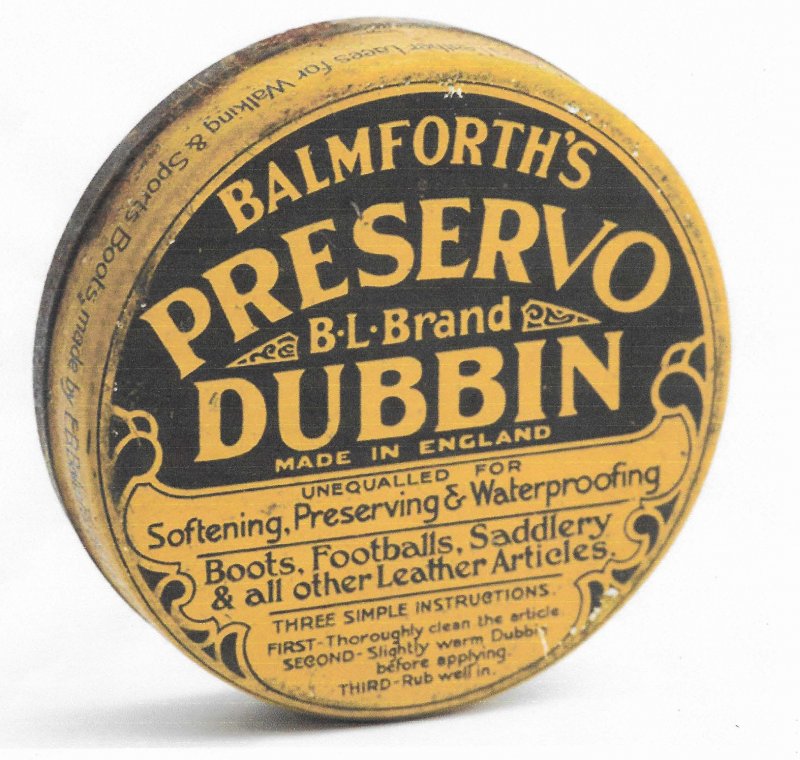 BALMFORTH'S
PRESERVO
B·L·Brand
DUBBIN
MADE IN ENGLAND
UNEQUALLED FOR
Softening, Preserving & Waterproofing
Boots, Footballs, Saddlery
& all other Leather Articles.
THREE SIMPLE INSTRUCTIONS.
FIRST-Thoroughly clean the article.
SECOND-Slightly warm Dubbin
before applying.
THIRD-Rub well in.
Leather Laces for Walking & Sports Boots, made by